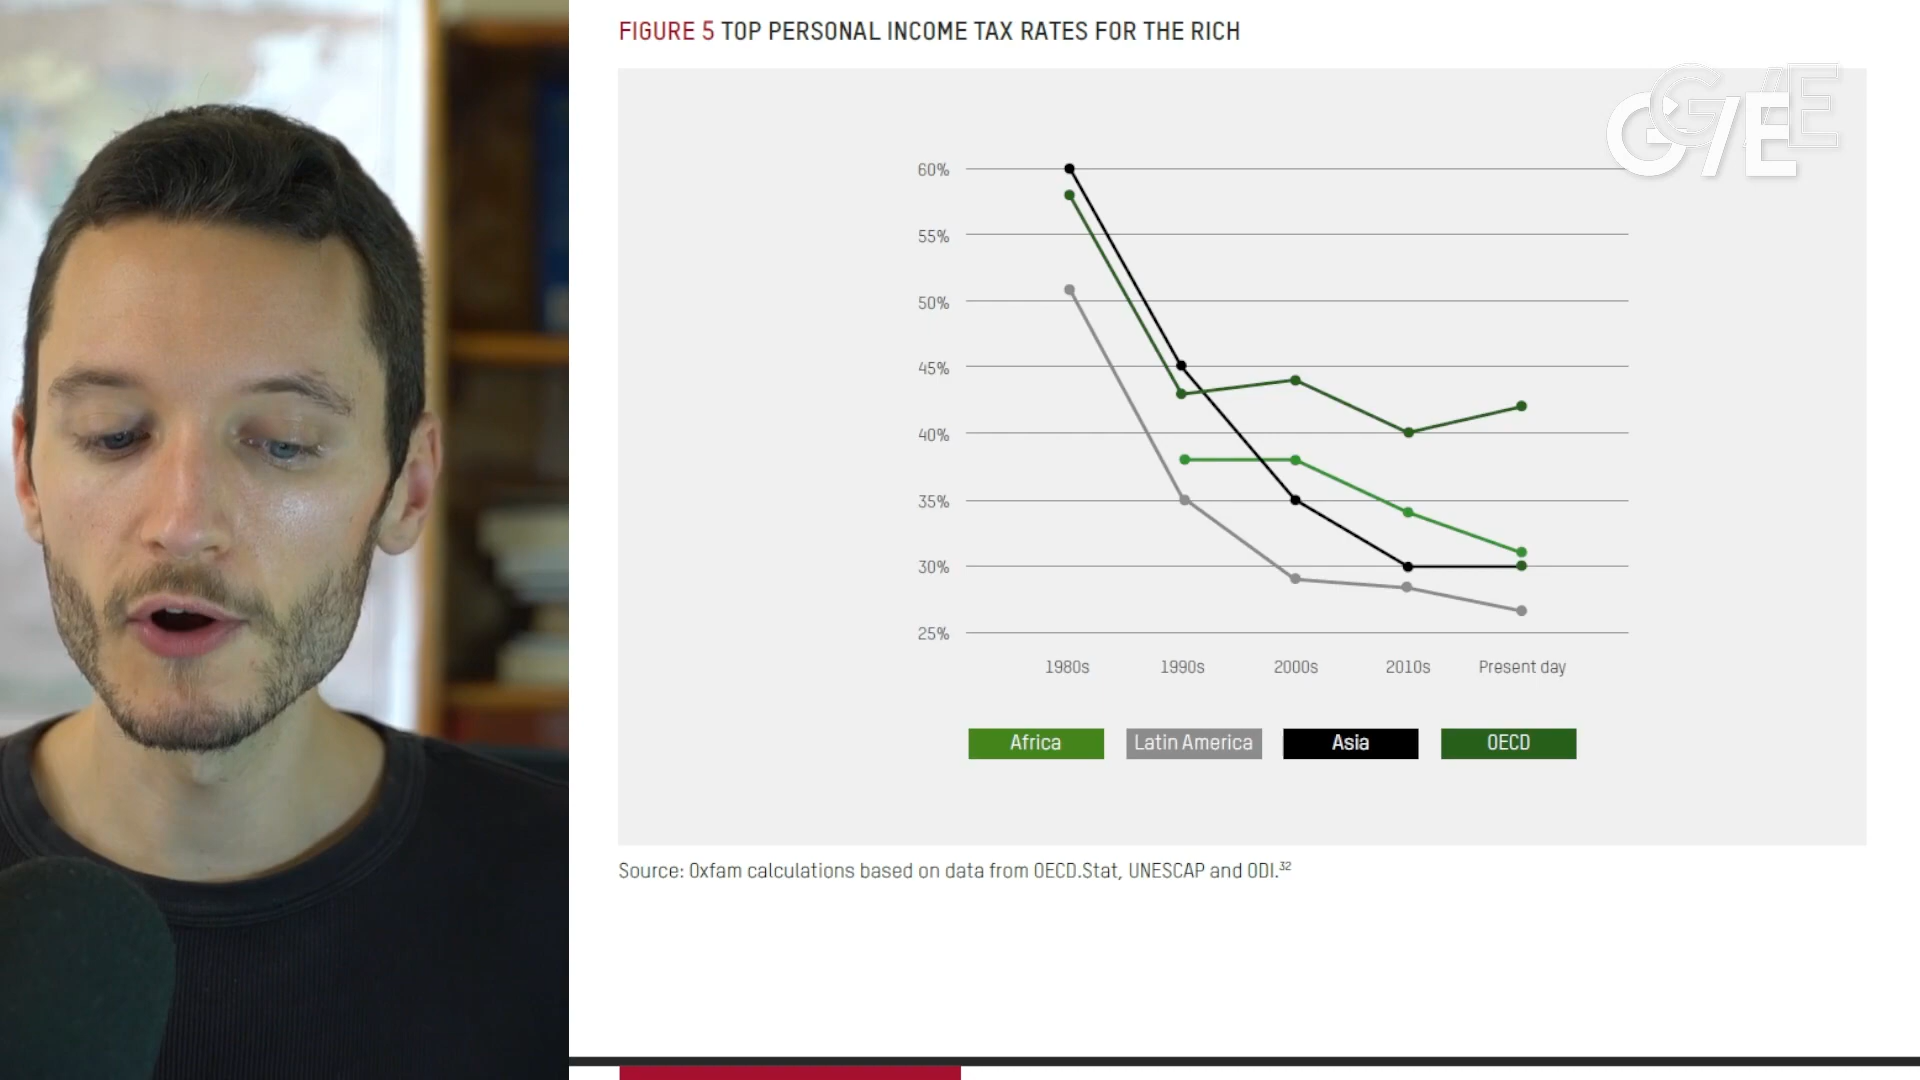 FIGURE 5 TOP PERSONAL INCOME TAX RATES FOR THE RICH
G7E
60%
55%
50%
45%
40%
35%
30%
25%
1980s 1990s 2000s 2010s Present day
Africa Latin America Asia OECD
Source: Oxfam calculations based on data from OECD.Stat, UNESCAP and ODI.³²